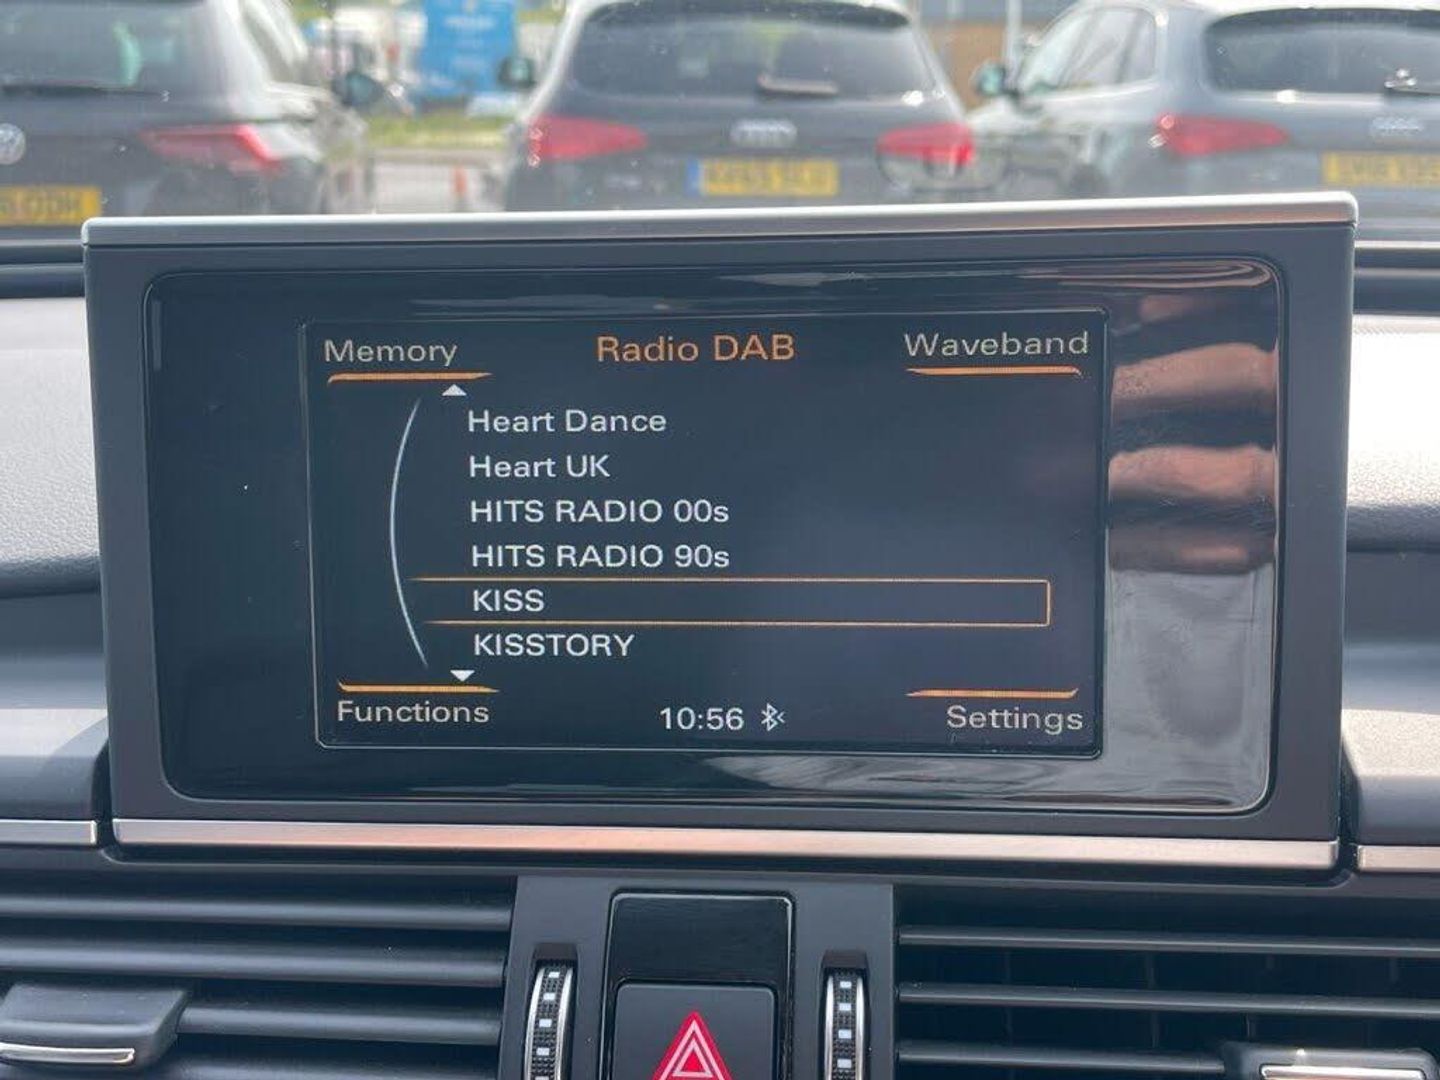 Memory Radio DAB Waveband
Heart Dance
Heart UK
HITS RADIO 00s
HITS RADIO 90s
KISS
KISSTORY
Functions 10:56 Settings